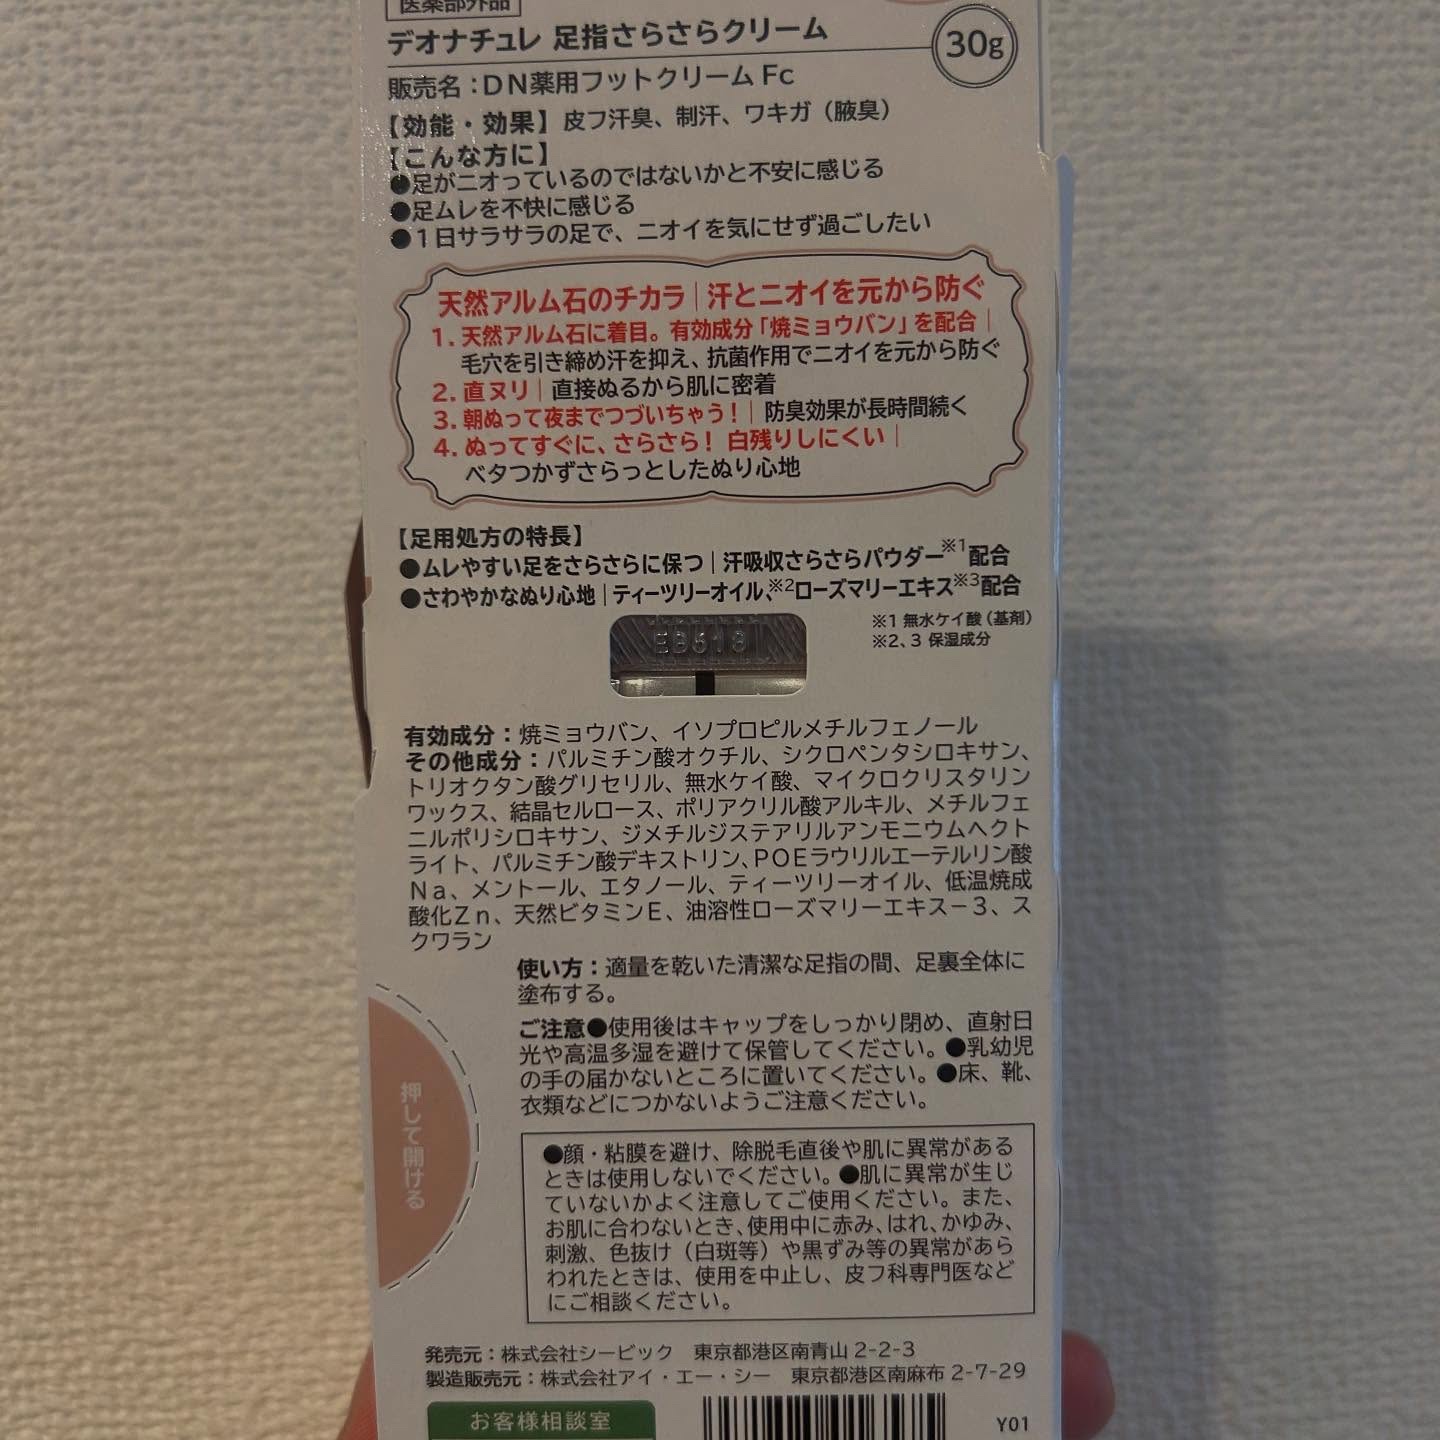 医薬部外品
デオナチュレ 足指さらさらクリーム
30g
販売名：DN薬用フットクリームFc
【効能・効果】皮フ汗臭、制汗、ワキガ（腋臭）
【こんな方に】
●足がニオっているのではないかと不安に感じる
●足ムレを不快に感じる
●1日サラサラの足で、ニオイを気にせず過ごしたい
天然アルム石のチカラ｜汗とニオイを元から防ぐ
1. 天然アルム石に着目。有効成分「焼ミョウバン」を配合｜
毛穴を引き締め汗を抑え、抗菌作用でニオイを元から防ぐ
2. 直ヌリ｜直接ぬるから肌に密着
3. 朝ぬって夜までつづいちゃう！｜防臭効果が長時間続く
4. ぬってすぐに、さらさら！白残りしにくい｜
ベタつかずさらっとしたぬり心地
【足用処方の特長】
●ムレやすい足をさらさらに保つ｜汗吸収さらさらパウダー※1配合
●さわやかなぬり心地｜ティーツリーオイル、※2ローズマリーエキス※3配合
※1 無水ケイ酸（基剤）
※2、3 保湿成分
有効成分：焼ミョウバン、イソプロピルメチルフェノール
その他成分：パルミチン酸オクチル、シクロペンタシロキサン、
トリオクタン酸グリセリル、無水ケイ酸、マイクロクリスタリン
ワックス、結晶セルロース、ポリアクリル酸アルキル、メチルフェ
ニルポリシロキサン、ジメチルジステアリルアンモニウムヘクト
ライト、パルミチン酸デキストリン、POEラウリルエーテルリン酸
Na、メントール、エタノール、ティーツリーオイル、低温焼成
酸化Zn、天然ビタミンE、油溶性ローズマリーエキス－3、ス
クワラン
使い方：適量を乾いた清潔な足指の間、足裏全体に
塗布する。
ご注意●使用後はキャップをしっかり閉め、直射日
光や高温多湿を避けて保管してください。●乳幼児
の手の届かないところに置いてください。●床、靴、
衣類などにつかないようご注意ください。
押して開ける
●顔・粘膜を避け、除脱毛直後や肌に異常がある
ときは使用しないでください。●肌に異常が生じ
ていないかよく注意してご使用ください。また、
お肌に合わないとき、使用中に赤み、はれ、かゆみ、
刺激、色抜け（白斑等）や黒ずみ等の異常があら
われたときは、使用を中止し、皮フ科専門医など
にご相談ください。
発売元：株式会社シービック 東京都港区南青山2-2-3
製造販売元：株式会社アイ・エー・シー 東京都港区南麻布2-7-29
お客様相談室
Y01